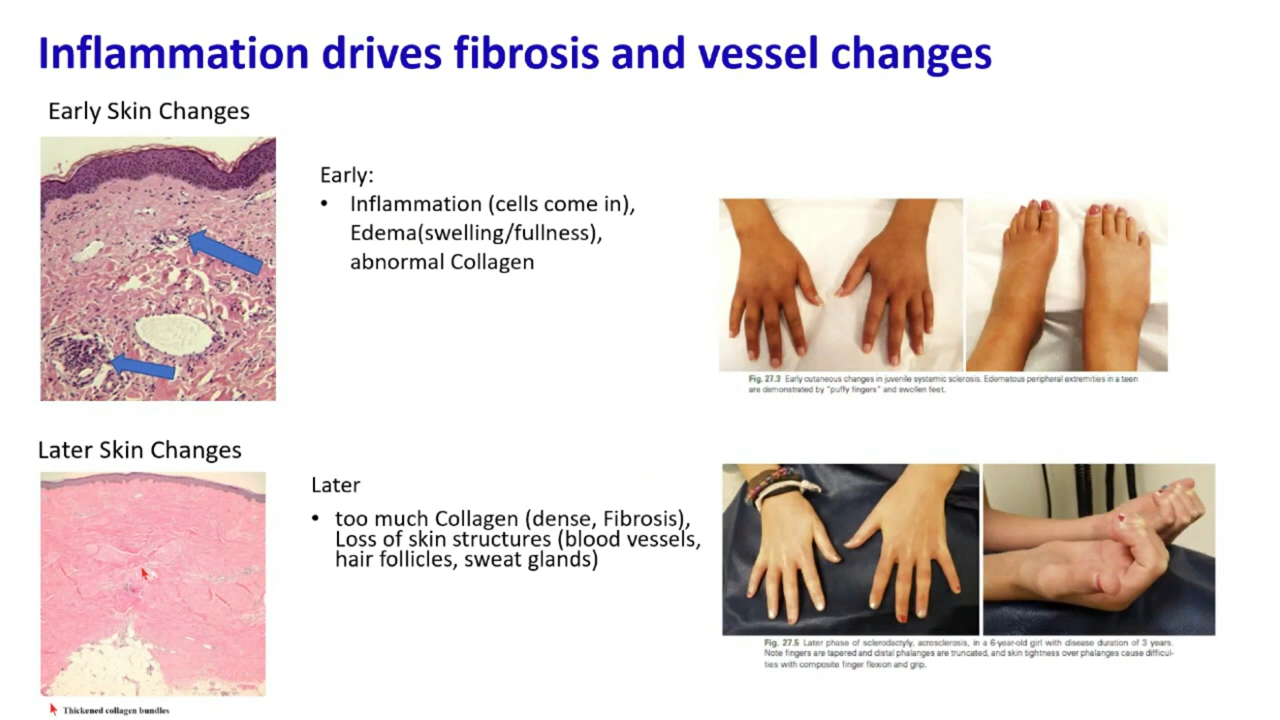 Inflammation drives fibrosis and vessel changes
Early Skin Changes
Early:
• Inflammation (cells come in),
Edema(swelling/fullness),
abnormal Collagen
Fig. 27.3 Early cutaneous changes in juvenile systemic sclerosis. Edematous peripheral extremities in a teen
are demonstrated by "puffy fingers" and swollen feet.
Later Skin Changes
Later
• too much Collagen (dense, Fibrosis),
Loss of skin structures (blood vessels,
hair follicles, sweat glands)
Fig. 27.5 Later phase of sclerodactyly, acrosclerosis, in a 6-year-old girl with disease duration of 3 years.
Note fingers are tapered and distal phalanges are truncated, and skin tightness over phalanges cause difficul-
ties with composite finger flexion and grip.
Thickened collagen bundles